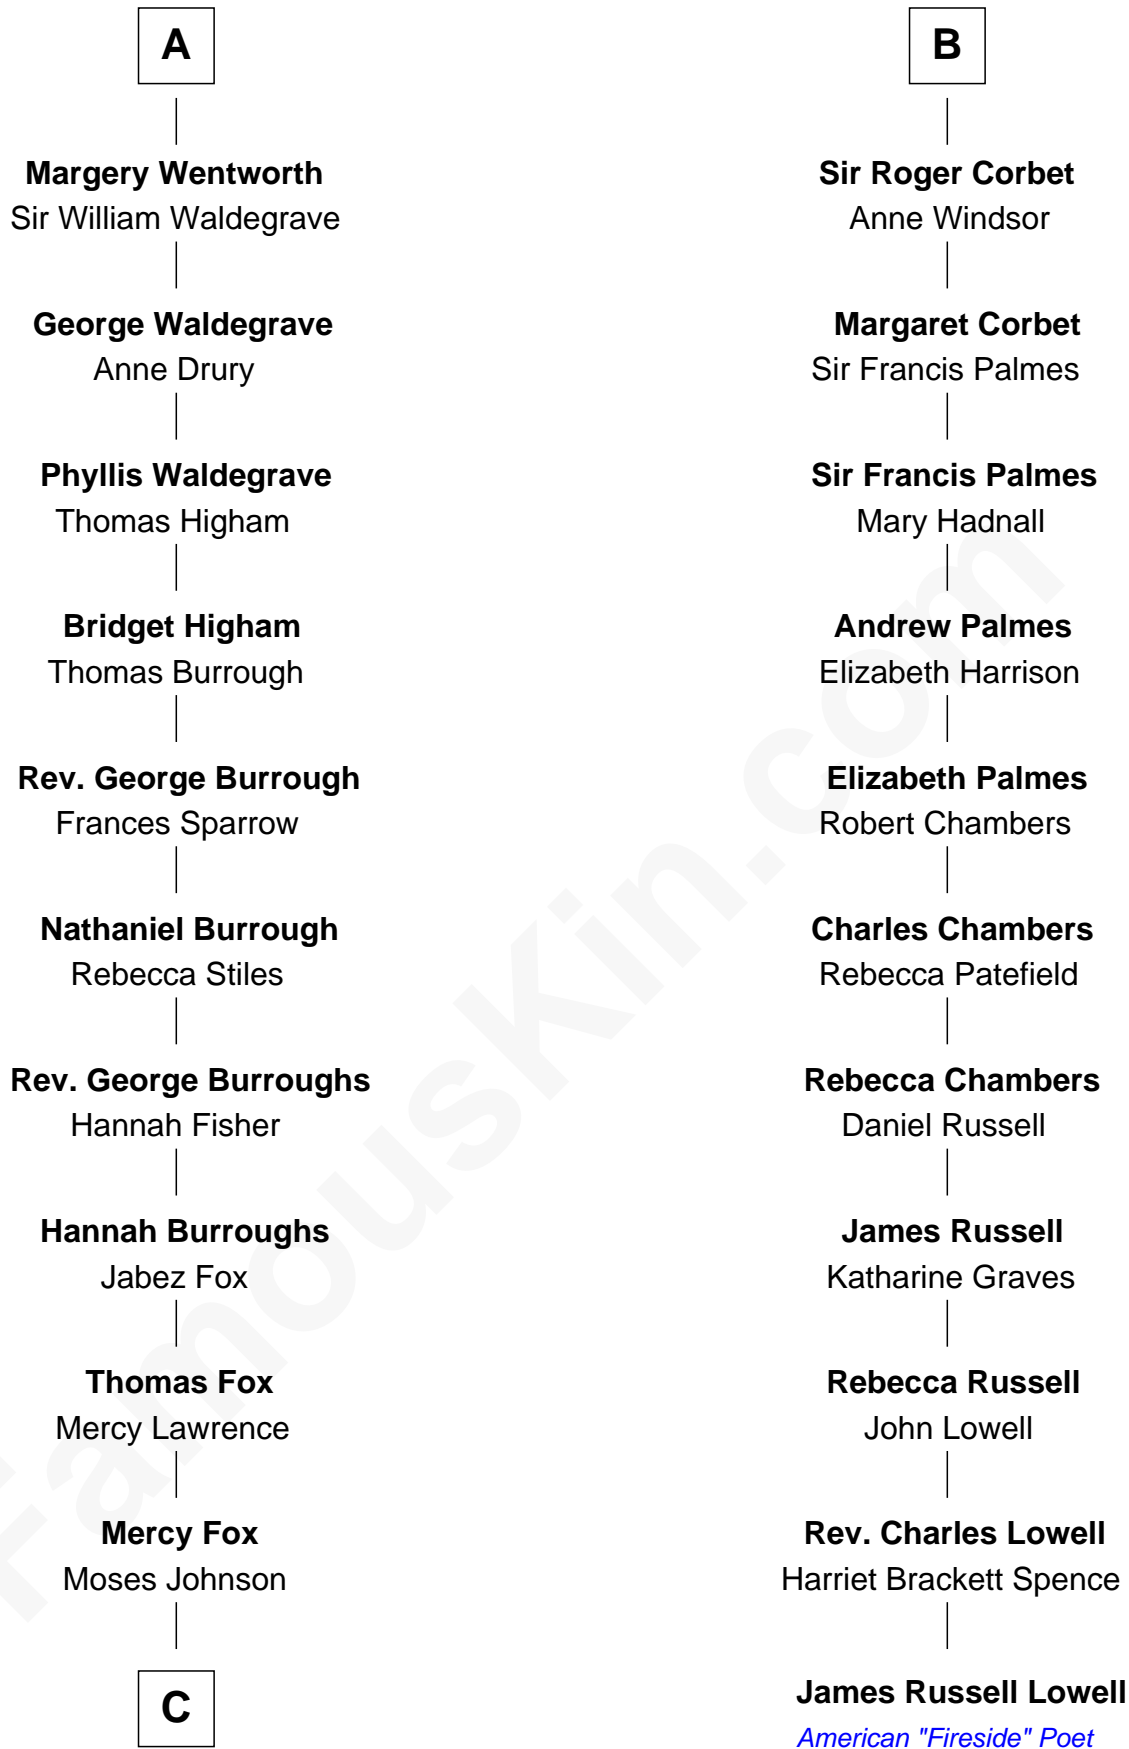 A
Margery Wentworth
Sir William Waldegrave
George Waldegrave
Anne Drury
Phyllis Waldegrave
Thomas Higham
Bridget Higham
Thomas Burrough
Rev. George Burrough
Frances Sparrow
Nathaniel Burrough
Rebecca Stiles
Rev. George Burroughs
Hannah Fisher
Hannah Burroughs
Jabez Fox
Thomas Fox
Mercy Lawrence
Mercy Fox
Moses Johnson
C
B
Sir Roger Corbet
Anne Windsor
Margaret Corbet
Sir Francis Palmes
Sir Francis Palmes
Mary Hadnall
Andrew Palmes
Elizabeth Harrison
Elizabeth Palmes
Robert Chambers
Charles Chambers
Rebecca Patefield
Rebecca Chambers
Daniel Russell
James Russell
Katharine Graves
Rebecca Russell
John Lowell
Rev. Charles Lowell
Harriet Brackett Spence
James Russell Lowell
American "Fireside" Poet
FamousKin.com